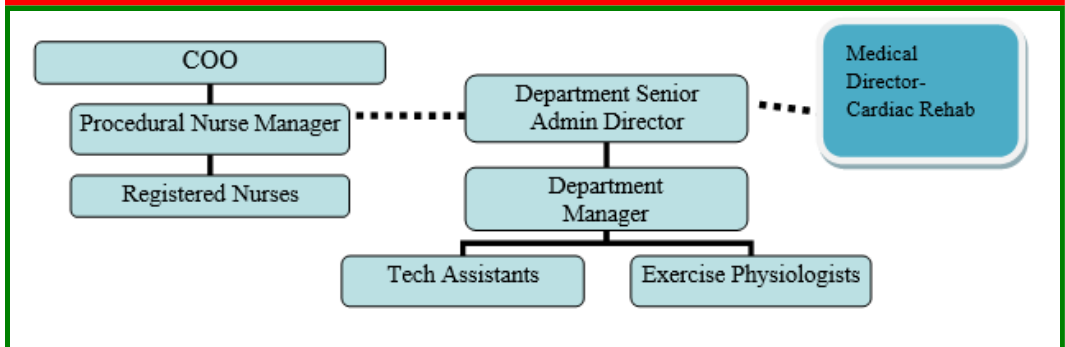 COO
Procedural Nurse Manager
Registered Nurses
Department Senior
Admin Director
Department
Manager
Tech Assistants
Exercise Physiologists
Medical
Director-
Cardiac Rehab